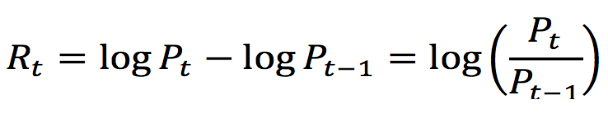 R_t = log P_t − log P_{t−1} = log(P_t / P_{t−1})